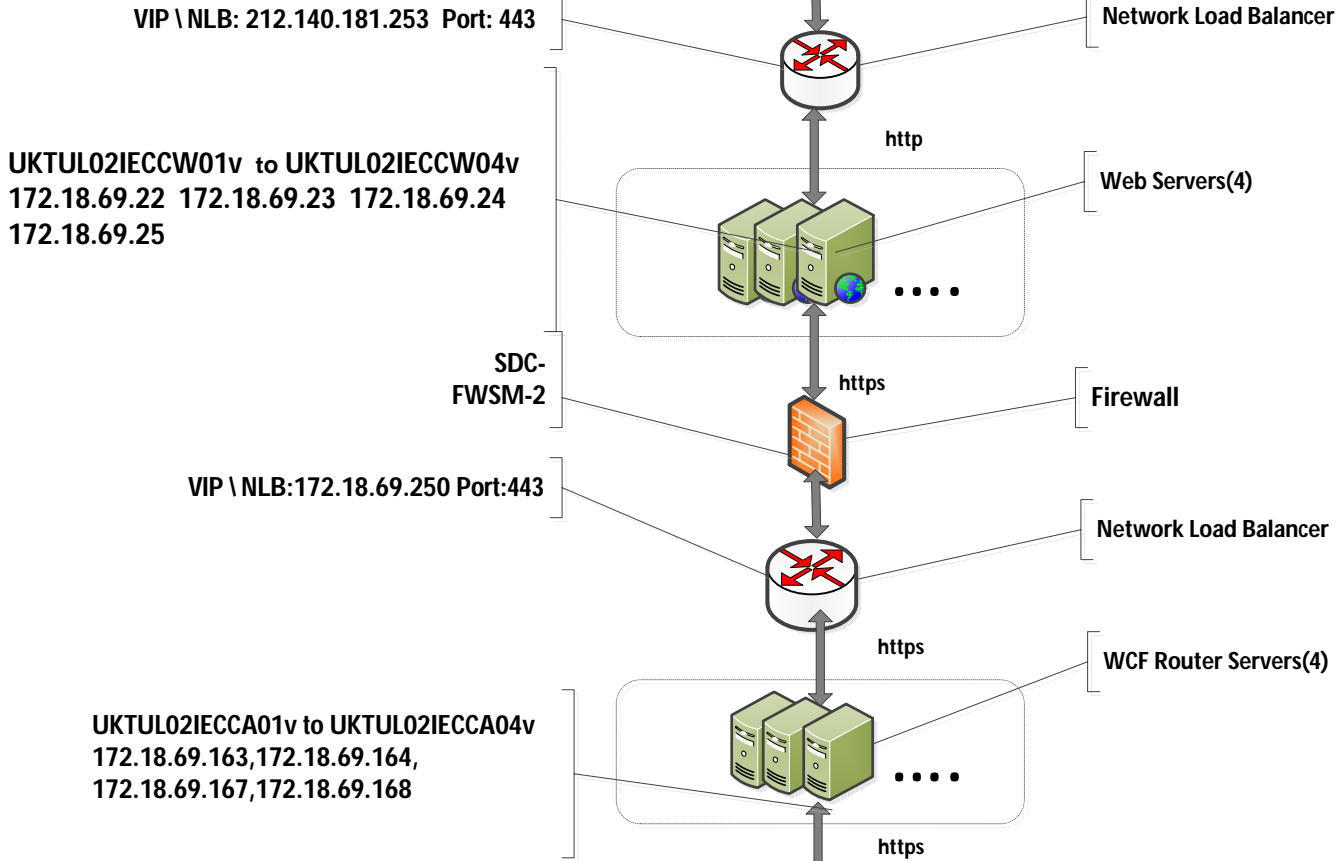 VIP \ NLB: 212.140.181.253 Port: 443
Network Load Balancer
http
UKTUL02IECCW01v to UKTUL02IECCW04v
172.18.69.22 172.18.69.23 172.18.69.24
172.18.69.25
Web Servers(4)
SDC-
FWSM-2
https
Firewall
VIP \ NLB:172.18.69.250 Port:443
Network Load Balancer
https
WCF Router Servers(4)
UKTUL02IECCA01v to UKTUL02IECCA04v
172.18.69.163,172.18.69.164,
172.18.69.167,172.18.69.168
https